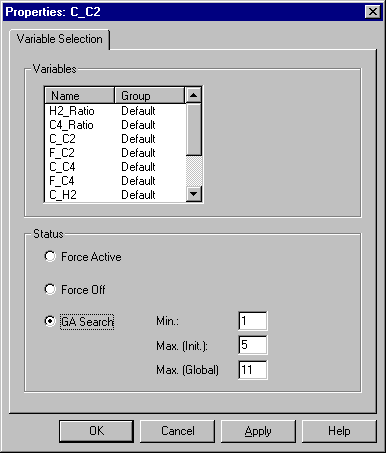 Properties: C_C2
Variable Selection
Variables
Name Group
H2_Ratio Default
C4_Ratio Default
C_C2 Default
F_C2 Default
C_C4 Default
F_C4 Default
C_H2 Default
Status
Force Active
Force Off
GA Search Min.: 1
Max. (Init.): 5
Max. (Global) 11
OK Cancel Apply Help